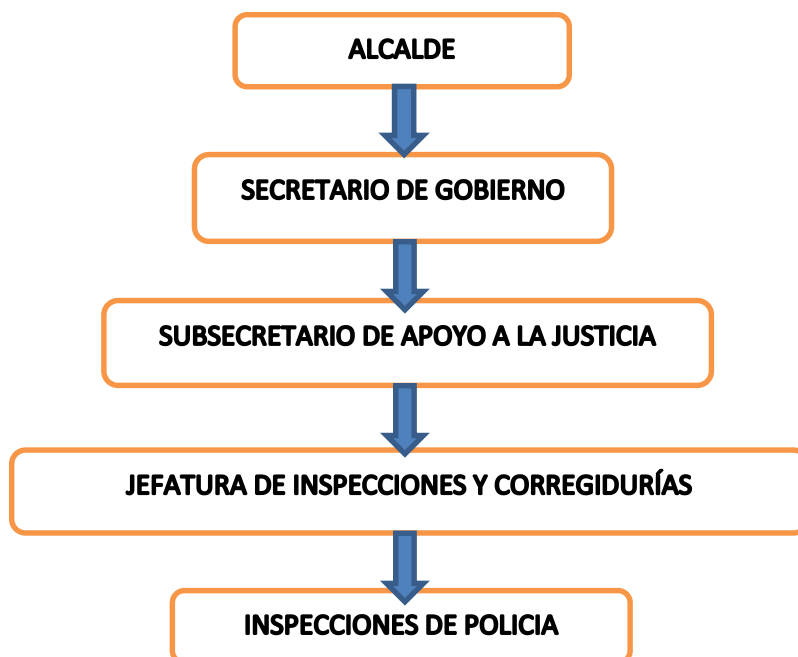 ALCALDE
SECRETARIO DE GOBIERNO
SUBSECRETARIO DE APOYO A LA JUSTICIA
JEFATURA DE INSPECCIONES Y CORREGIDURÍAS
INSPECCIONES DE POLICIA